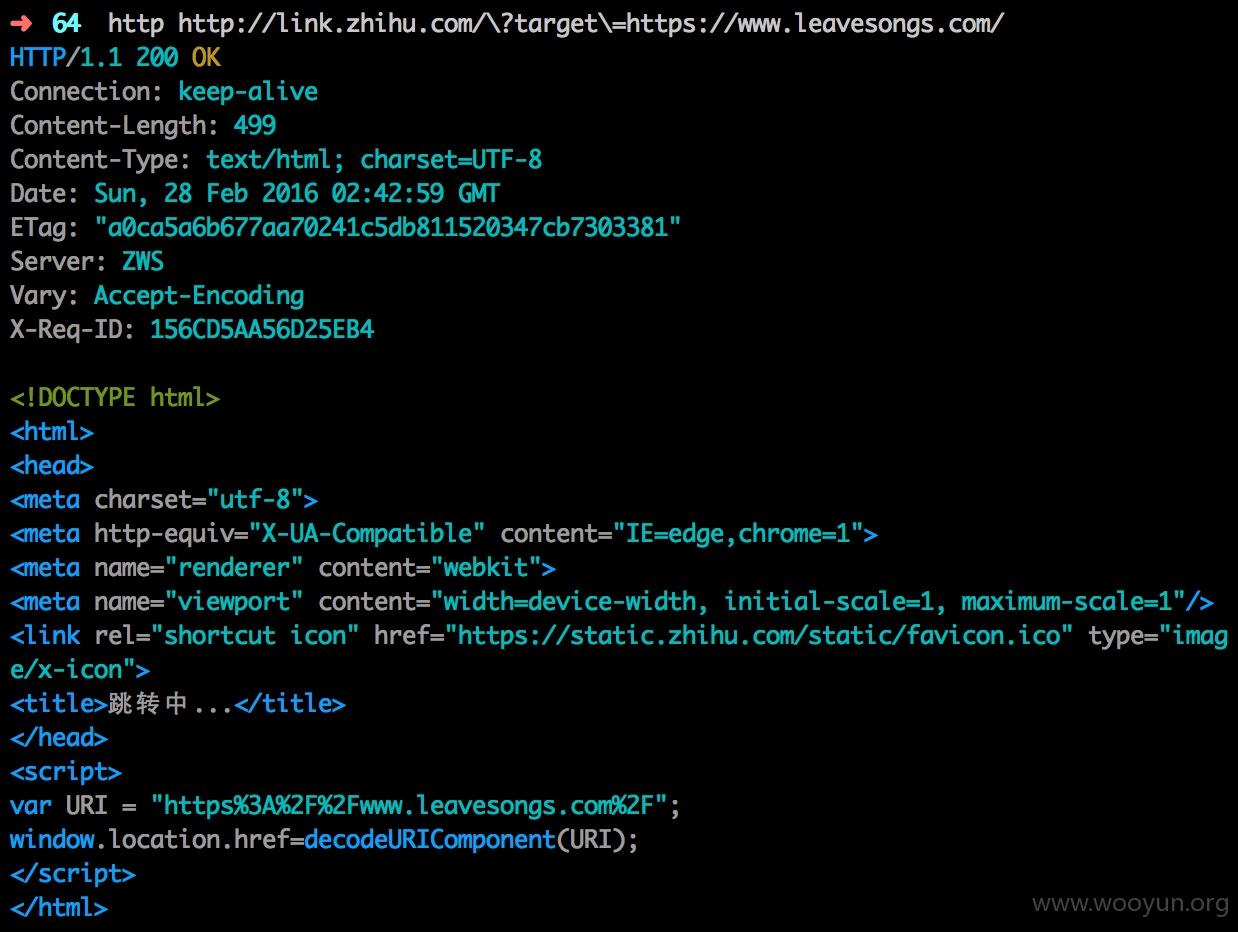 ➜  64  http http://link.zhihu.com/\?target\=https://www.leavesongs.com/
HTTP/1.1 200 OK
Connection: keep-alive
Content-Length: 499
Content-Type: text/html; charset=UTF-8
Date: Sun, 28 Feb 2016 02:42:59 GMT
ETag: "a0ca5a6b677aa70241c5db811520347cb7303381"
Server: ZWS
Vary: Accept-Encoding
X-Req-ID: 156CD5AA56D25EB4

<!DOCTYPE html>
<html>
<head>
<meta charset="utf-8">
<meta http-equiv="X-UA-Compatible" content="IE=edge,chrome=1">
<meta name="renderer" content="webkit">
<meta name="viewport" content="width=device-width, initial-scale=1, maximum-scale=1"/>
<link rel="shortcut icon" href="https://static.zhihu.com/static/favicon.ico" type="imag
e/x-icon">
<title>跳转中...</title>
</head>
<script>
var URI = "https%3A%2F%2Fwww.leavesongs.com%2F";
window.location.href=decodeURIComponent(URI);
</script>
</html>
www.wooyun.org